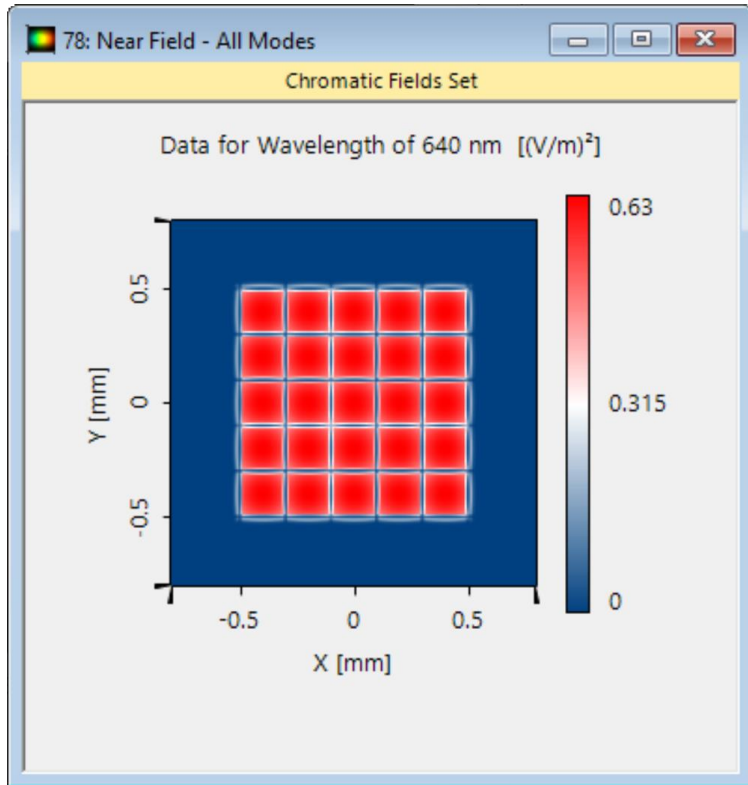 78: Near Field - All Modes
Chromatic Fields Set
Data for Wavelength of 640 nm [(V/m)²]
0.63
0.315
0
Y [mm]
0.5
0
-0.5
-0.5 0 0.5
X [mm]